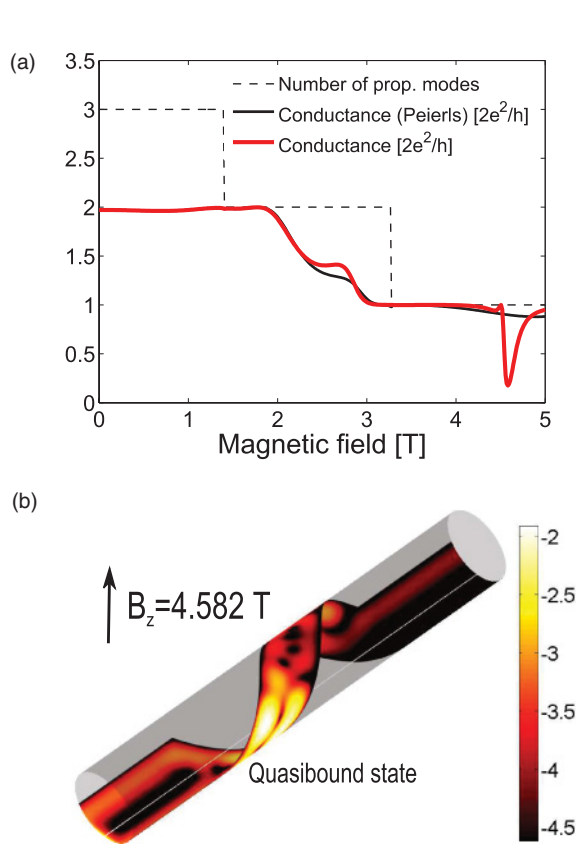 (a)
3.5
3
2.5
2
1.5
1
0.5
0
0 1 2 3 4 5
Number of prop. modes
Conductance (Peierls) [2e²/h]
Conductance [2e²/h]
Magnetic field [T]
(b)
B_z=4.582 T
Quasibound state
-2
-2.5
-3
-3.5
-4
-4.5